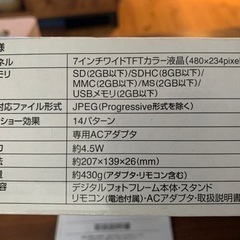 様
ネル 7インチワイドTFTカラー液晶(480×234pixel
モリ SD(2GB以下)/SDHC(8GB以下)/
MMC(2GB以下)/MS(2GB以下)/
USBメモリ(2GB以下)
対応ファイル形式 JPEG(Progressive形式を除く)
ショー効果 14パターン
専用ACアダプタ
力 約4.5W
約207×139×26(mm)
約430g(アダプタ・リモコン含む)
デジタルフォトフレーム本体・スタンド
リモコン(電池付属)・ACアダプタ・取扱説明書